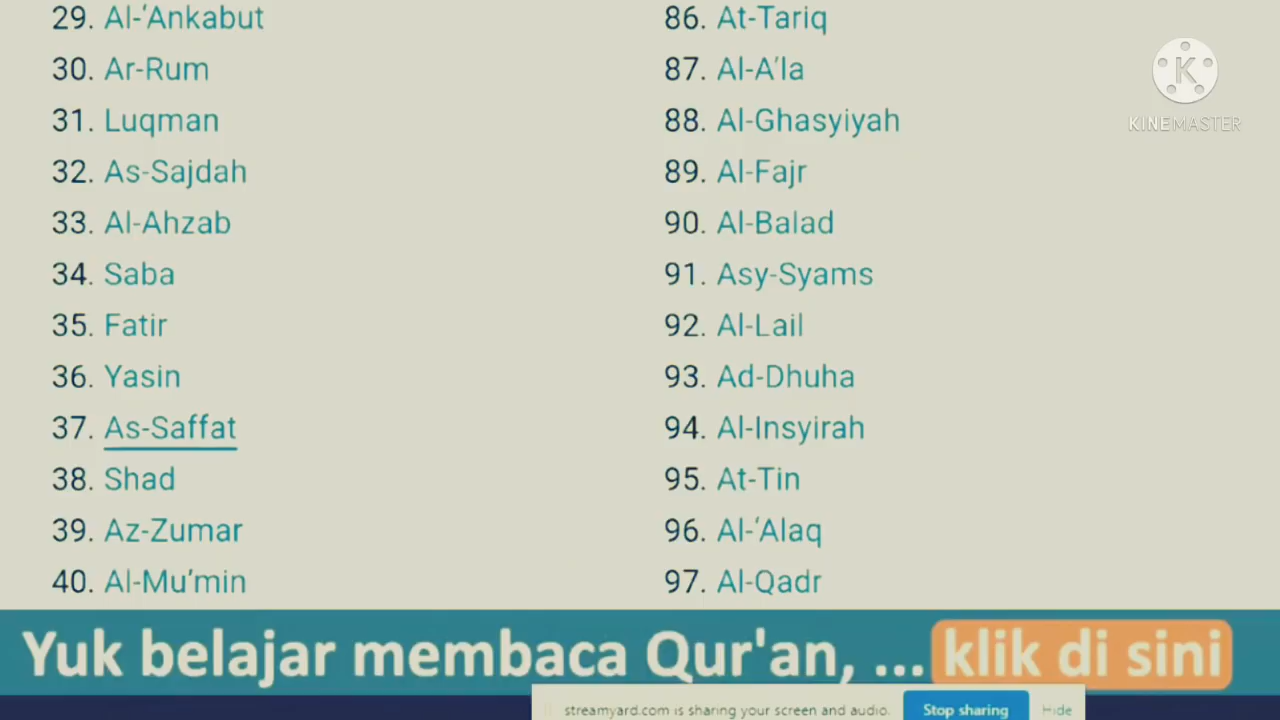 29. Al-‘Ankabut
30. Ar-Rum
31. Luqman
32. As-Sajdah
33. Al-Ahzab
34. Saba
35. Fatir
36. Yasin
37. As-Saffat
38. Shad
39. Az-Zumar
40. Al-Mu’min
86. At-Tariq
87. Al-A’la
88. Al-Ghasyiyah
89. Al-Fajr
90. Al-Balad
91. Asy-Syams
92. Al-Lail
93. Ad-Dhuha
94. Al-Insyirah
95. At-Tin
96. Al-‘Alaq
97. Al-Qadr
K
KINEMASTER
Yuk belajar membaca Qur'an, ... klik di sini
streamyard.com is sharing your screen and audio. Stop sharing Hide